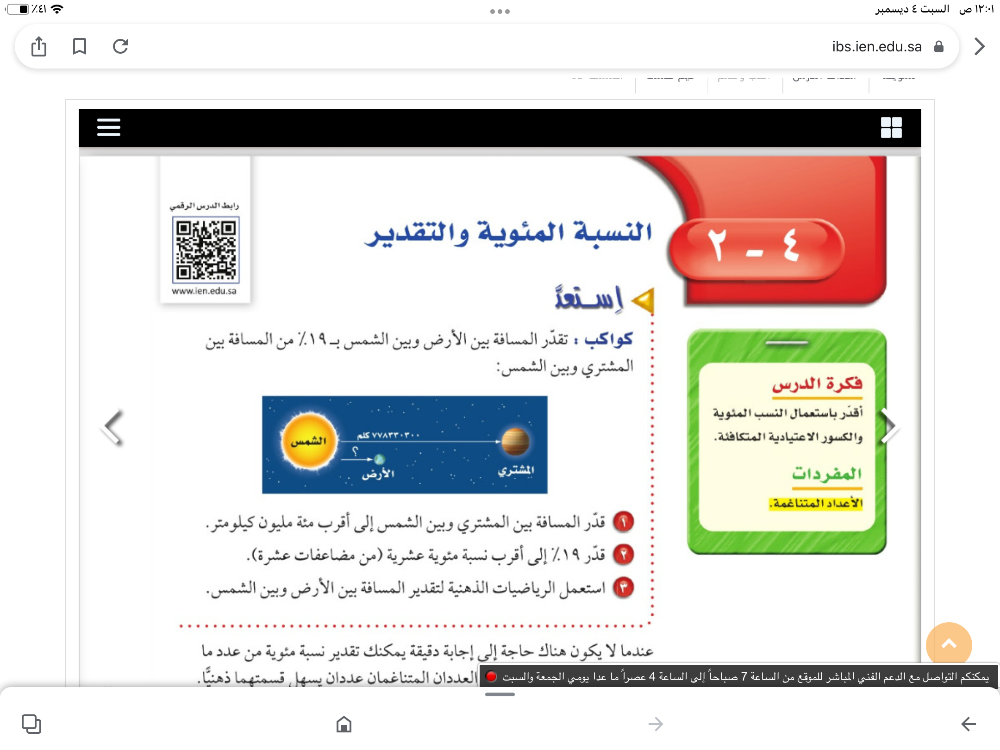 ١٢:٠١ ص السبت ٤ ديسمبر
٪٤١
ibs.ien.edu.sa
رابط الدرس الرقمي
www.ien.edu.sa
٤ - ٢
النسبة المئوية والتقدير
اِستعدَّ
كواكب : تقدّر المسافة بين الأرض وبين الشمس بـ ١٩٪ من المسافة بين
المشتري وبين الشمس:
الشمس
٧٧٨٣٣٠٣٠٠ كلم
؟
الأرض
المشتري
١ قدّر المسافة بين المشتري وبين الشمس إلى أقرب مئة مليون كيلومتر.
٢ قدّر ١٩٪ إلى أقرب نسبة مئوية عشرية (من مضاعفات عشرة).
٣ استعمل الرياضيات الذهنية لتقدير المسافة بين الأرض وبين الشمس.
فكرة الدرس
أقدّر باستعمال النسب المئوية
والكسور الاعتيادية المتكافئة.
المفردات
الأعداد المتناغمة.
عندما لا يكون هناك حاجة إلى إجابة دقيقة يمكنك تقدير نسبة مئوية من عدد ما
العددان المتناغمان عددان يسهل قسمتهما ذهنيًّا.
يمكنكم التواصل مع الدعم الفني المباشر للموقع من الساعة 7 صباحاً إلى الساعة 4 عصراً ما عدا يومي الجمعة والسبت